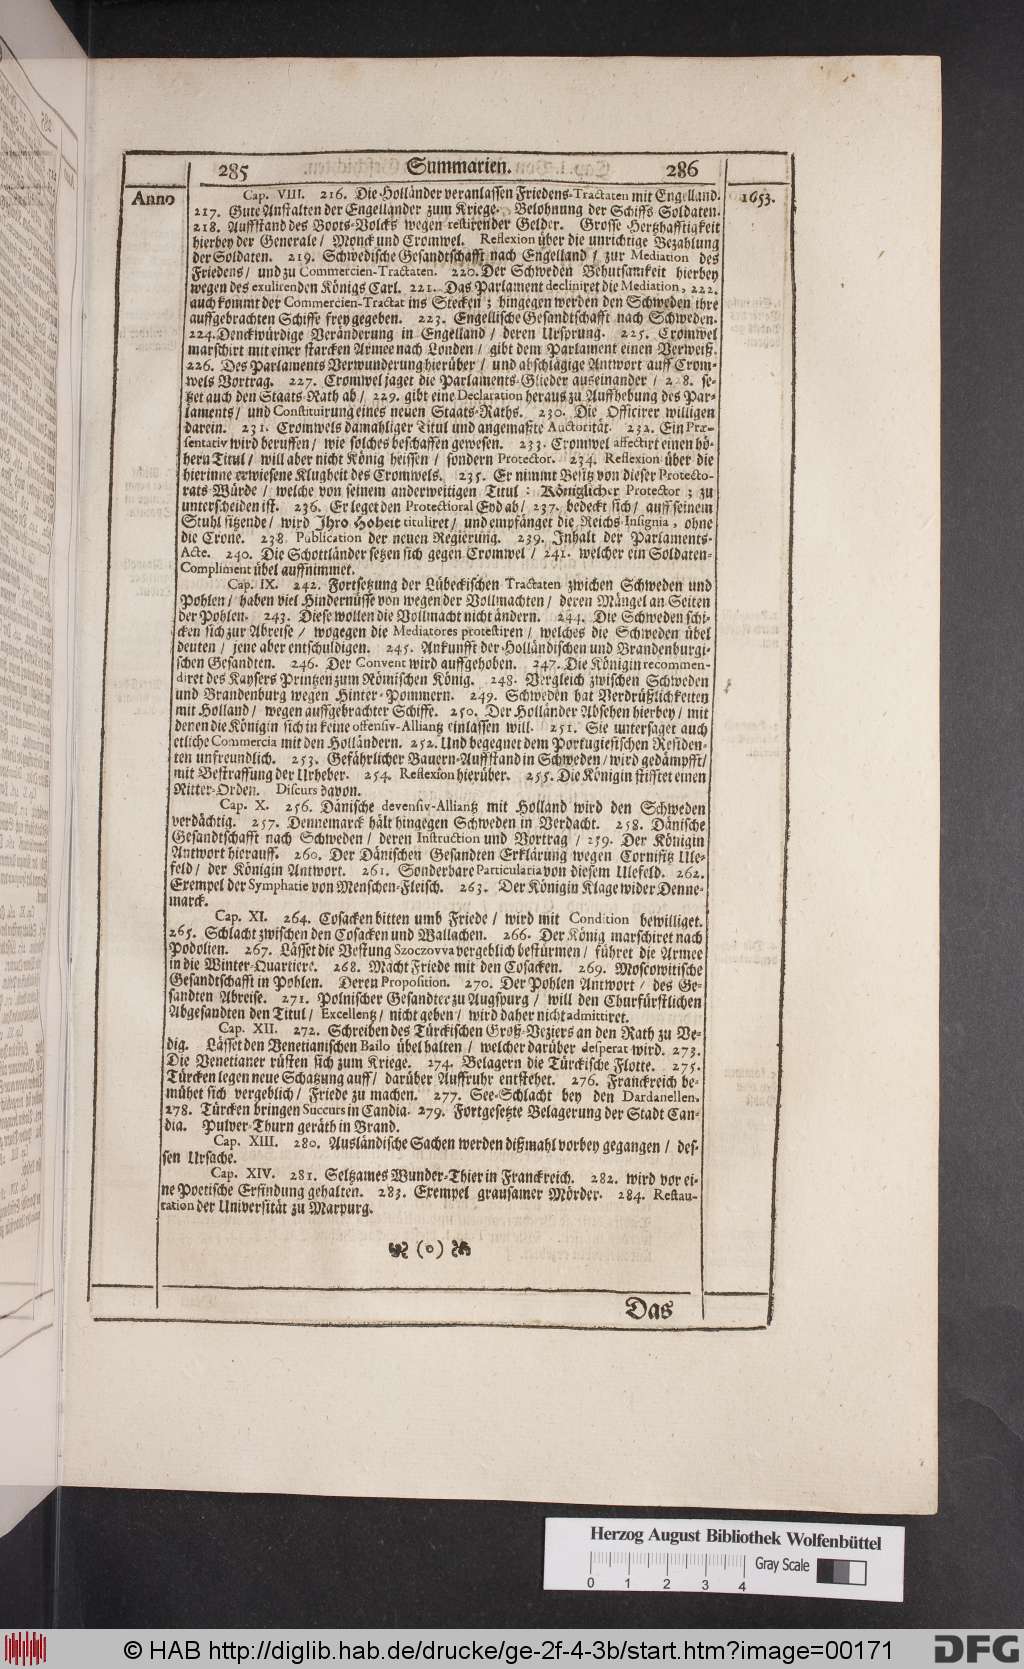 285 Summarien. 286
Anno
1653.
Cap. VIII. 216. Die Holländer veranlassen Friedens-Tractaten mit Engelland.
217. Gute Anstalten der Engelländer zum Kriege. Belohnung der Schiffs-Soldaten.
218. Auffstand des Boots-Volcks wegen restirender Gelder. Grosse Hertzhafftigkeit
hierbey der Generale / Monck und Cromwel. Reflexion über die unrichtige Bezahlung
der Soldaten. 219. Schwedische Gesandtschafft nach Engelland / zur Mediation des
Friedens / und zu Commercien-Tractaten. 220. Der Schweden Behutsamkeit hierbey
wegen des exulirenden Königs Carl. 221. Das Parlament decliniret die Mediation, 222.
auch kommt der Commercien-Tractat ins Stecken ; hingegen werden den Schweden ihre
auffgebrachten Schiffe frey gegeben. 223. Engellische Gesandtschafft nach Schweden.
224. Denckwürdige Veränderung in Engelland / deren Ursprung. 225. Cromwel
marschirt mit einer starcken Armee nach Londen / gibt dem Parlament einen Verweiß.
226. Des Parlaments Verwunderung hierüber / und abschlägige Antwort auff Crom-
wels Vortrag. 227. Cromwel jaget die Parlaments-Glieder auseinander / 228. se-
tzet auch den Staats-Rath ab / 229. gibt eine Declaration heraus zu Auffhebung des Par-
laments / und Constituirung eines neuen Staats-Raths. 230. Die Officirer willigen
darein. 231. Cromwels damahliger Titul und angemaßte Auctorität. 232. Ein Præ-
sentativ wird beruffen / wie solches beschaffen gewesen. 233. Cromwel affectirt einen hö-
hern Titul / will aber nicht König heissen / sondern Protector. 234. Reflexion über die
hierinne erwiesene Klugheit des Cromwels. 235. Er nimmt Besitz von dieser Protecto-
rats Würde / welche von seinem anderweitigen Titul : Königlicher Protector ; zu
unterscheiden ist. 236. Er leget den Protectioral Eyd ab / 237. bedeckt sich / auff seinem
Stuhl sitzende / wird Ihro Hoheit tituliret / und empfänget die Reichs-Insignia, ohne
die Crone. 238. Publication der neuen Regierung. 239. Inhalt der Parlaments-
Acte. 240. Die Schottländer setzen sich gegen Cromwel / 241. welcher ein Soldaten-
Compliment übel auffnimmet.
Cap. IX. 242. Fortsetzung der Lübeckischen Tractaten zwichen Schweden und
Pohlen / haben viel Hindernüsse von wegen der Vollmachten / deren Mängel an Seiten
der Pohlen. 243. Diese wollen die Vollmacht nicht ändern. 244. Die Schweden schi-
cken sich zur Abreise / wogegen die Mediatores protestiren / welches die Schweden übel
deuten / jene aber entschuldigen. 245. Ankunfft der Holländischen und Brandenburgi-
schen Gesandten. 246. Der Convent wird auffgehoben. 247. Die Königin recommen-
diret des Kaysers Printzen zum Römischen König. 248. Vergleich zwischen Schweden
und Brandenburg wegen Hinter-Pommern. 249. Schweden hat Verdrüßlichkeiten
mit Holland / wegen auffgebrachter Schiffe. 250. Der Holländer Absehen hierbey / mit
denen die Königin sich in keine offensiv-Alliantz einlassen will. 251. Sie untersaget auch
etliche Commercia mit den Holländern. 252. Und begegnet dem Portugiesischen Residen-
ten unfreundlich. 253. Gefährlicher Bauern-Auffstand in Schweden / wird gedämpfft /
mit Bestraffung der Urheber. 254. Reflexion hierüber. 255. Die Königin stifftet einen
Ritter-Orden. Discurs davon.
Cap. X. 256. Dänische devensiv-Alliantz mit Holland wird den Schweden
verdächtig. 257. Dennemarck hält hingegen Schweden in Verdacht. 258. Dänische
Gesandtschafft nach Schweden / deren Instruction und Vortrag / 259. Der Königin
Antwort hierauff. 260. Der Dänischen Gesandten Erklärung wegen Cornifitz Ule-
feld / der Königin Antwort. 261. Sonderbare Particularia von diesem Ulefeld. 262.
Exempel der Symphatie von Menschen-Fleisch. 263. Der Königin Klage wider Denne-
marck.
Cap. XI. 264. Cosacken bitten umb Friede / wird mit Condition bewilliget.
265. Schlacht zwischen den Cosacken und Wallachen. 266. Der König marschiret nach
Podolien. 267. Lässet die Vestung Szoczovva vergeblich bestürmen / führet die Armee
in die Winter-Quartiere. 268. Macht Friede mit den Cosacken. 269. Moscowitische
Gesandtschafft in Pohlen. Deren Proposition. 270. Der Pohlen Antwort / des Ge-
sandten Abreise. 271. Polnischer Gesandter zu Augspurg / will den Churfürstlichen
Abgesandten den Titul / Excellentz / nicht geben / wird daher nicht admittiret.
Cap. XII. 272. Schreiben des Türckischen Groß-Veziers an den Rath zu Ve-
dig. Lässet den Venetianischen Bailo übel halten / welcher darüber desperat wird. 273.
Die Venetianer rüsten sich zum Kriege. 274. Belagern die Türckische Flotte. 275.
Türcken legen neue Schatzung auff / darüber Auffruhr entstehet. 276. Franckreich be-
mühet sich vergeblich / Friede zu machen. 277. See-Schlacht bey den Dardanellen.
278. Türcken bringen Succurs in Candia. 279. Fortgesetzte Belagerung der Stadt Can-
dia. Pulver-Thurn geräth in Brand.
Cap. XIII. 280. Ausländische Sachen werden dißmahl vorbey gegangen / des-
sen Ursache.
Cap. XIV. 281. Seltzames Wunder-Thier in Franckreich. 282. wird vor ei-
ne Poetische Erfindung gehalten. 283. Exempel grausamer Mörder. 284. Restau-
ration der Universität zu Marpurg.
(o)
Das
Herzog August Bibliothek Wolfenbüttel
Gray Scale
0 1 2 3 4
© HAB http://diglib.hab.de/drucke/ge-2f-4-3b/start.htm?image=00171
DFG